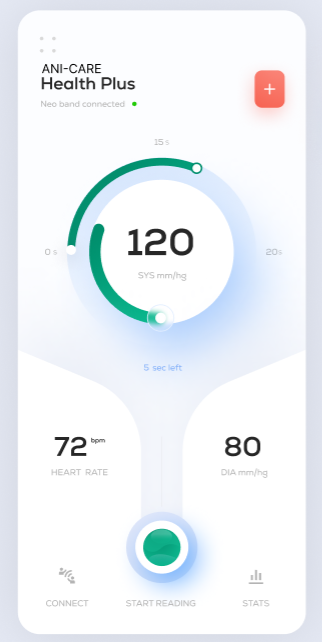 ANI-CARE
Health Plus
Neo band connected
+
15 s
0 s
20s
120
SYS mm/hg
5 sec left
72 bpm
80
HEART RATE
DIA mm/hg
CONNECT
START READING
STATS